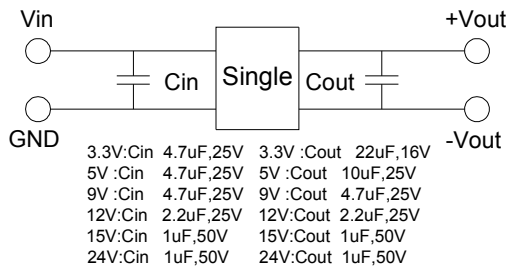 Vin
+Vout
Cin
Single
Cout
GND
-Vout
3.3V:Cin 4.7uF,25V 3.3V :Cout 22uF,16V
5V :Cin 4.7uF,25V 5V :Cout 10uF,25V
9V :Cin 4.7uF,25V 9V :Cout 4.7uF,25V
12V:Cin 2.2uF,25V 12V:Cout 2.2uF,25V
15V:Cin 1uF,50V 15V:Cout 1uF,50V
24V:Cin 1uF,50V 24V:Cout 1uF,50V